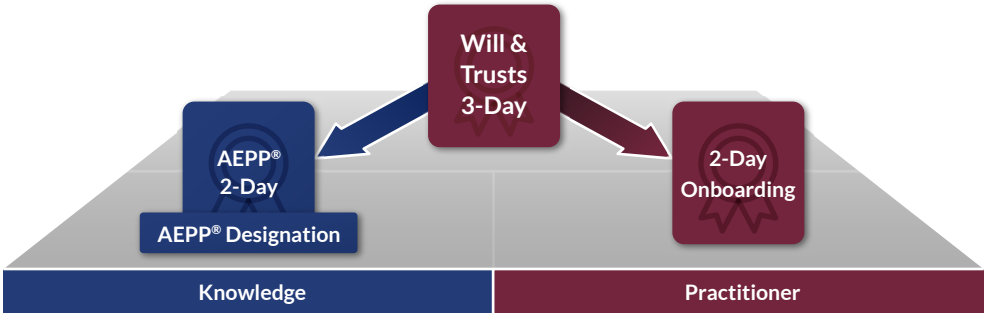 Will &
Trusts
3-Day
AEPP®
2-Day
AEPP® Designation
2-Day
Onboarding
Knowledge
Practitioner